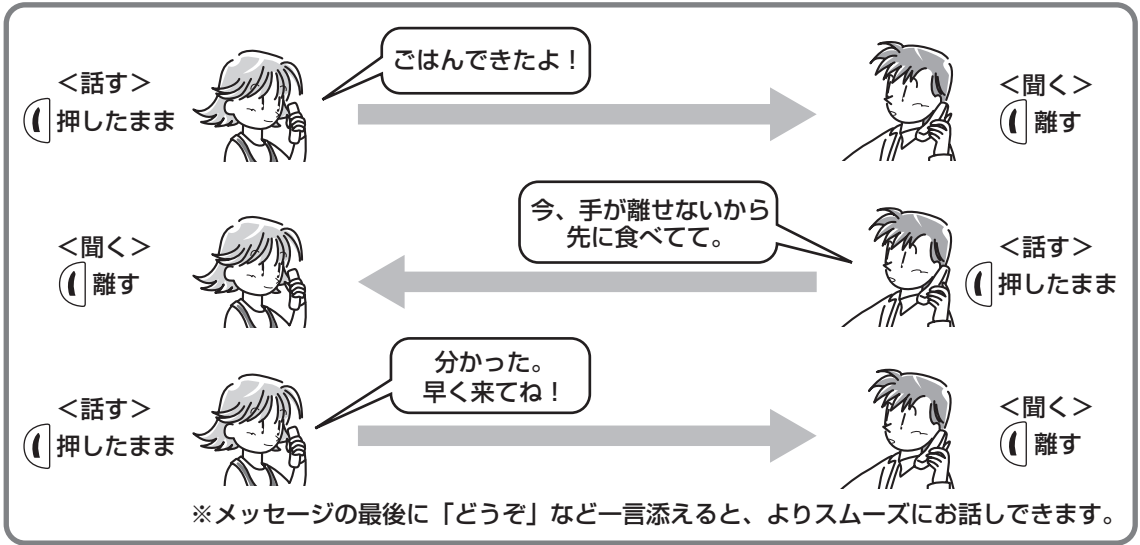 ＜話す＞
押したまま
ごはんできたよ！
＜聞く＞
離す
＜聞く＞
離す
今、手が離せないから
先に食べてて。
＜話す＞
押したまま
＜話す＞
押したまま
分かった。
早く来てね！
＜聞く＞
離す
※メッセージの最後に「どうぞ」など一言添えると、よりスムーズにお話しできます。